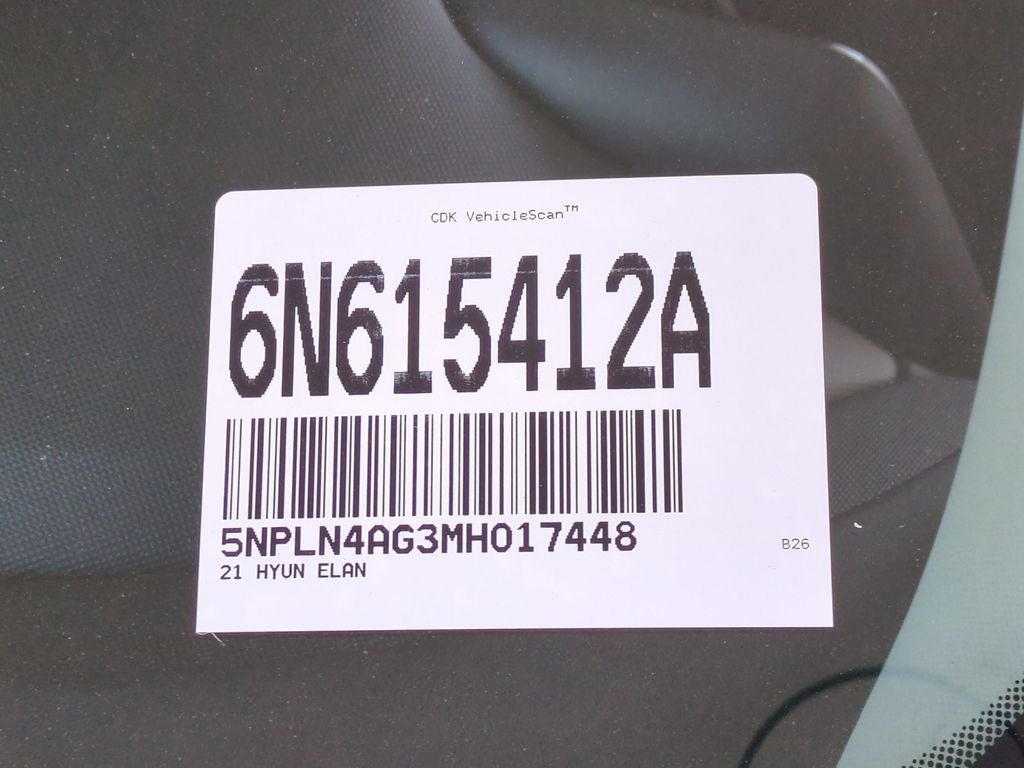 CDK VehicleScan™
6N615412A
5NPLN4AG3MH017448
B26
21 HYUN ELAN